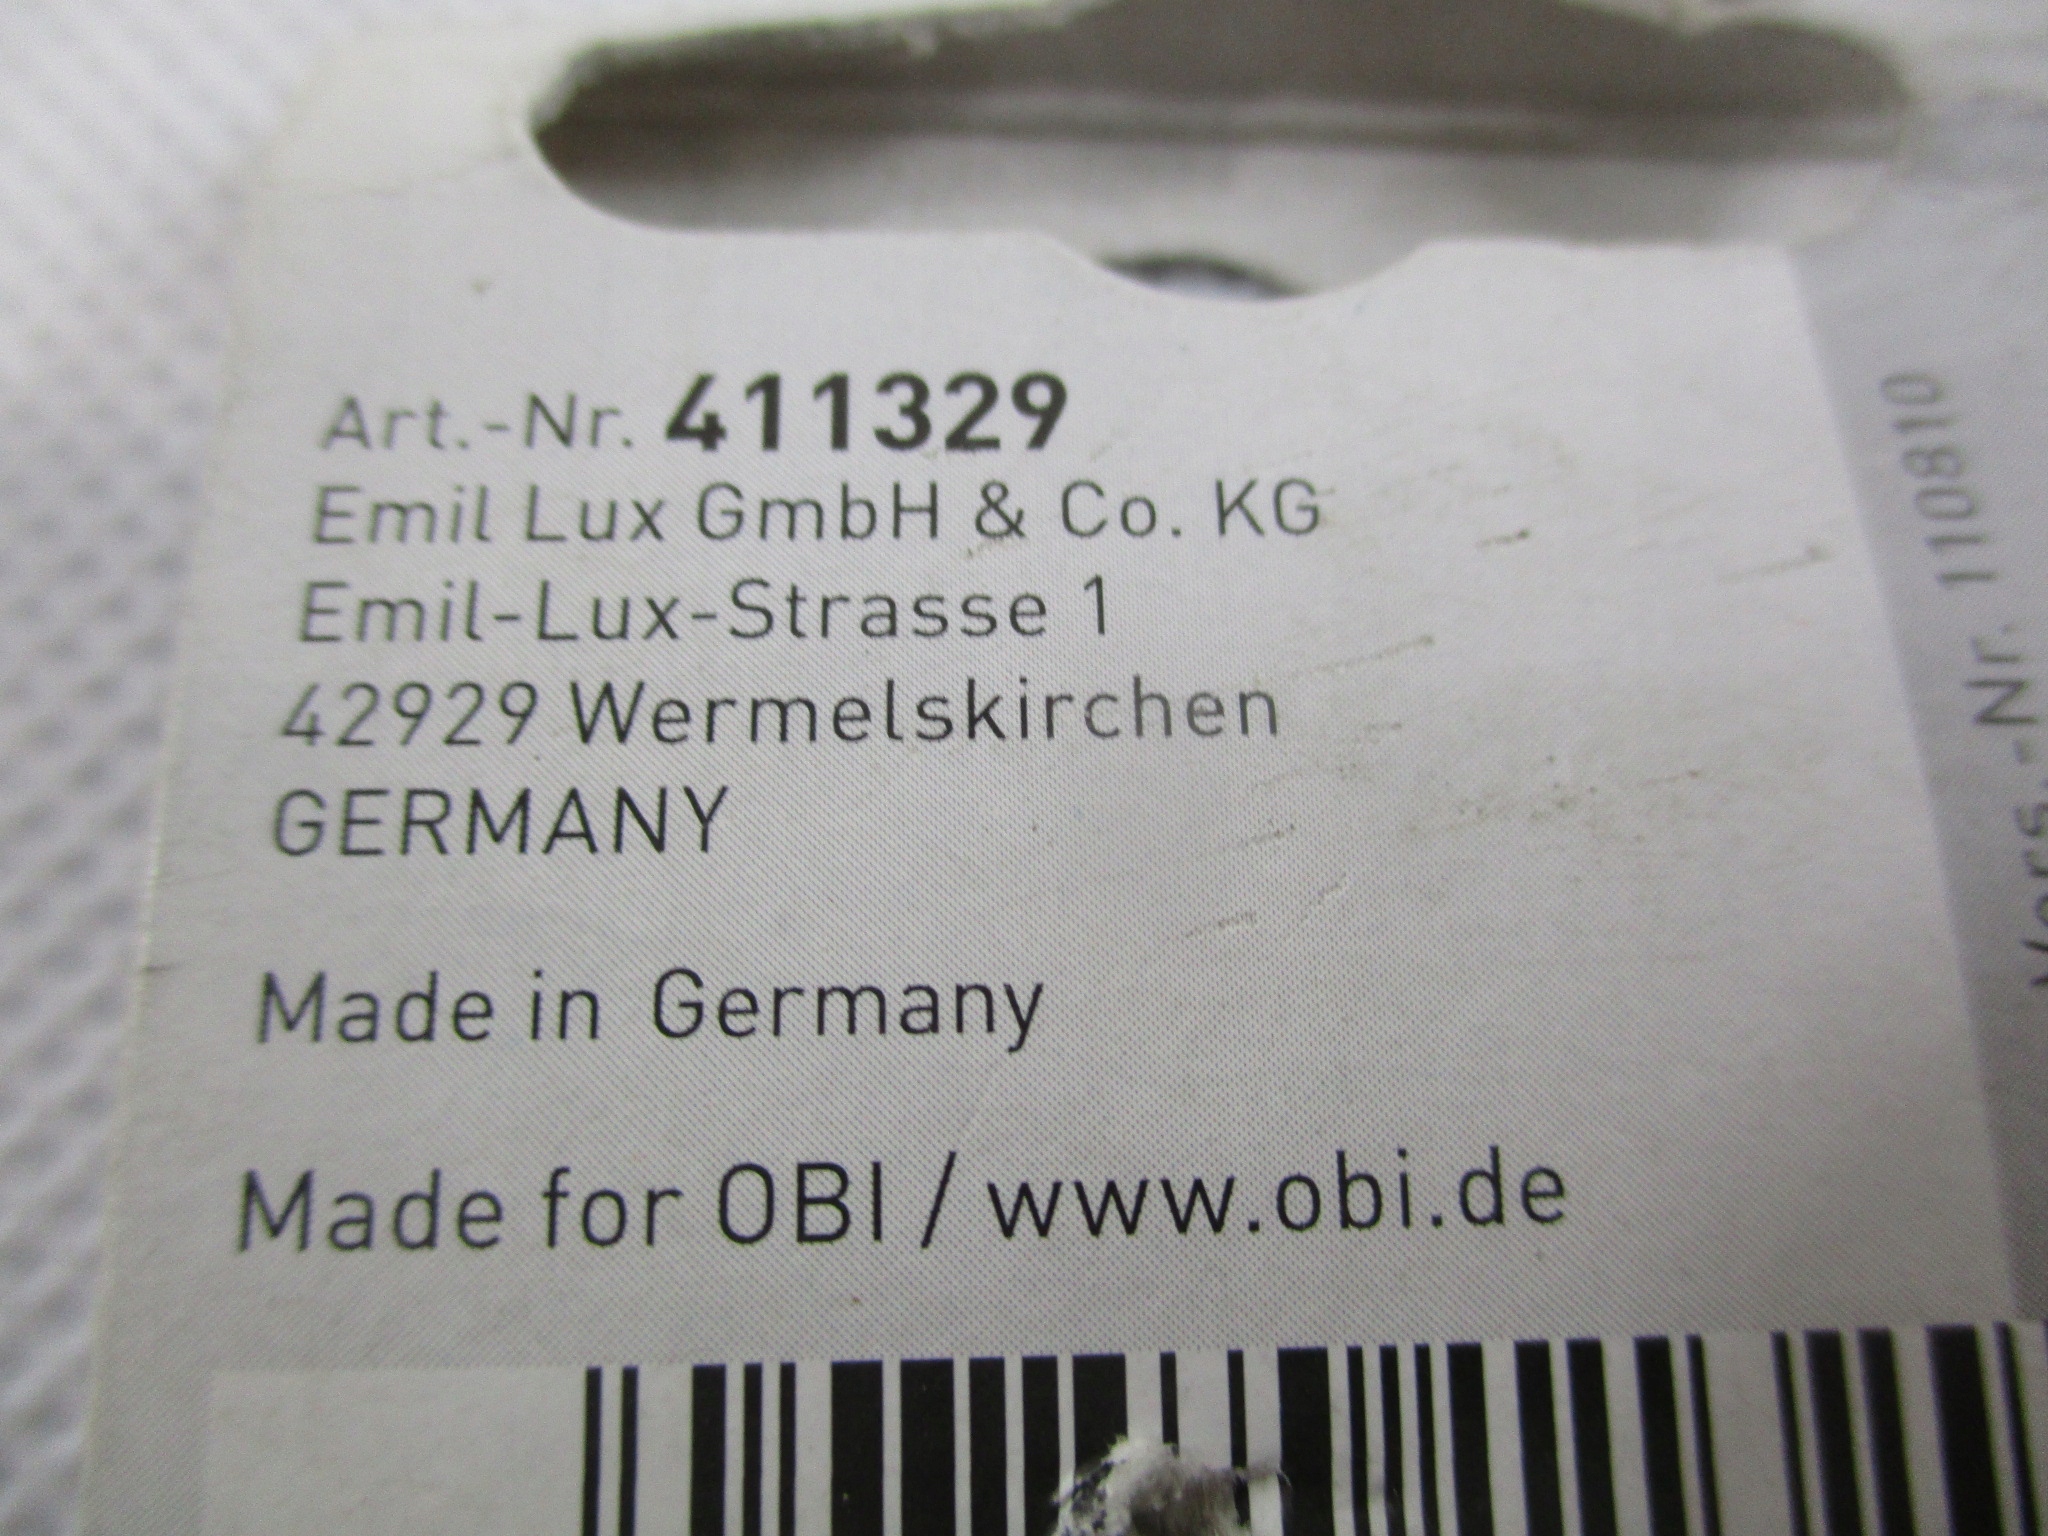 Art.-Nr. 411329
Emil Lux GmbH & Co. KG
Emil-Lux-Strasse 1
42929 Wermelskirchen
GERMANY
Made in Germany
Made for OBI / www.obi.de
Vers.-Nr. 110810